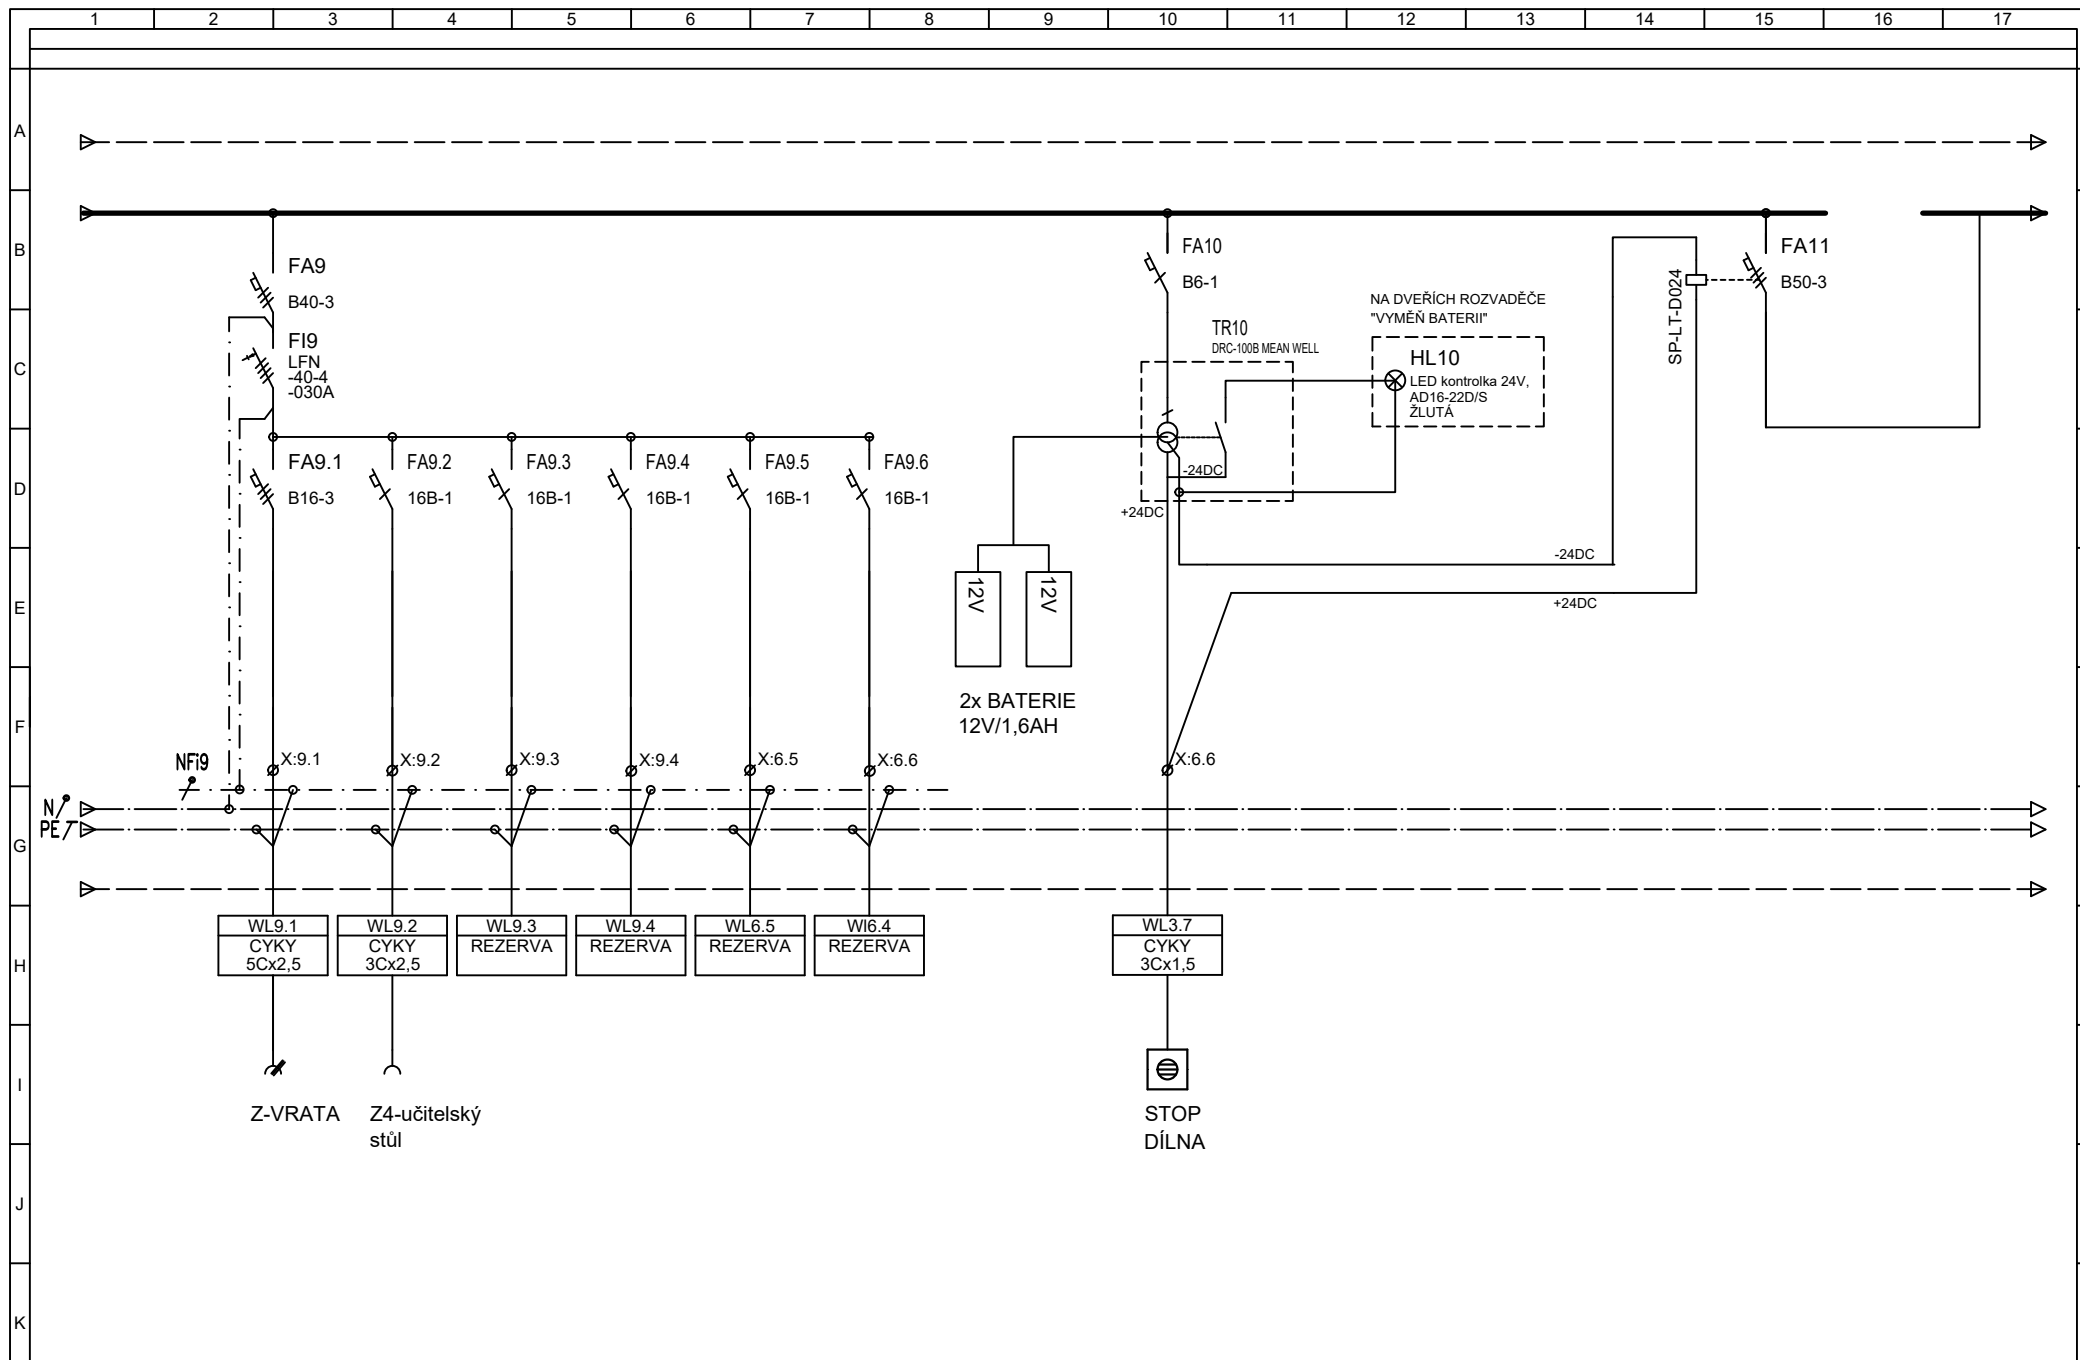 1 2 3 4 5 6 7 8 9 10 11 12 13 14 15 16 17
A
B
C
D
E
F
G
H
I
J
K
FA9
B40-3
FI9
LFN
-40-4
-030A
FA9.1
B16-3
FA9.2
16B-1
FA9.3
16B-1
FA9.4
16B-1
FA9.5
16B-1
FA9.6
16B-1
FA10
B6-1
TR10
DRC-100B MEAN WELL
-24DC
+24DC
NA DVEŘÍCH ROZVADĚČE
"VYMĚŇ BATERII"
HL10
LED kontrolka 24V,
AD16-22D/S
ŽLUTÁ
SP-LT-D024
FA11
B50-3
-24DC
+24DC
12V
12V
2x BATERIE
12V/1,6AH
NFi9
N
PE
X:9.1
X:9.2
X:9.3
X:9.4
X:6.5
X:6.6
X:6.6
WL9.1
CYKY
5Cx2,5
WL9.2
CYKY
3Cx2,5
WL9.3
REZERVA
WL9.4
REZERVA
WL6.5
REZERVA
Wl6.4
REZERVA
WL3.7
CYKY
3Cx1,5
Z-VRATA
Z4-učitelský
stůl
STOP
DÍLNA